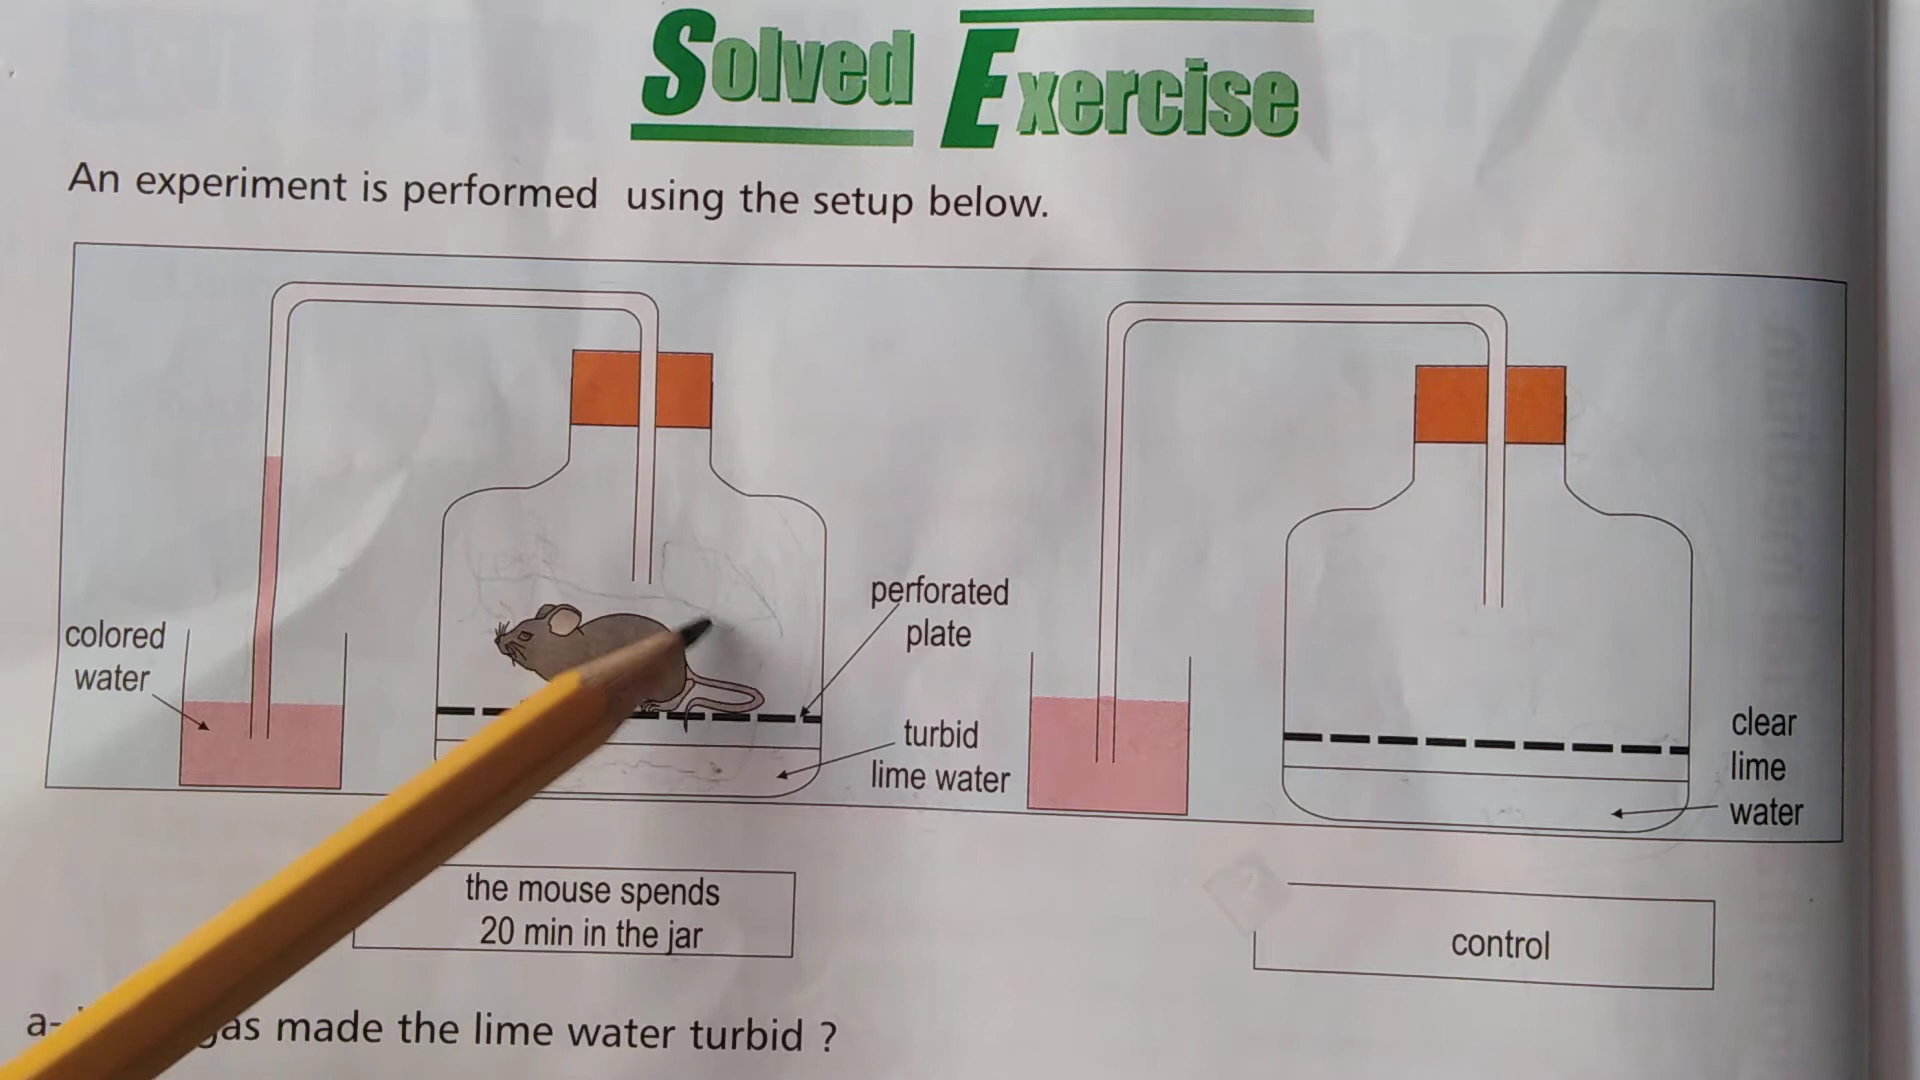 Solved Exercise
An experiment is performed using the setup below.
colored
water
perforated
plate
turbid
lime water
clear
lime
water
the mouse spends
20 min in the jar
control
a- made the lime water turbid ?